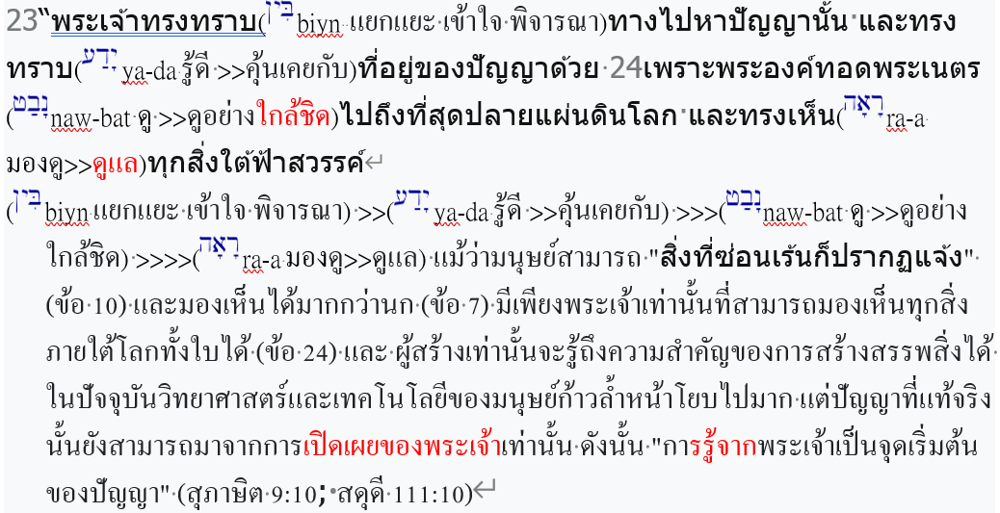 23“พระเจ้าทรงทราบ(בִּין biyn แยกแยะ เข้าใจ พิจารณา)ทางไปหาปัญญานั้น และทรง
ทราบ(יָדַע ya-da รู้ดี >>คุ้นเคยกับ)ที่อยู่ของปัญญาด้วย 24เพราะพระองค์ทอดพระเนตร
(נָבַט naw-bat ดู >>ดูอย่างใกล้ชิด)ไปถึงที่สุดปลายแผ่นดินโลก และทรงเห็น(רָאָה ra-a
มองดู>>ดูแล)ทุกสิ่งใต้ฟ้าสวรรค์
(בִּין biyn แยกแยะ เข้าใจ พิจารณา) >>(יָדַע ya-da รู้ดี >>คุ้นเคยกับ) >>>(נָבַט naw-bat ดู >>ดูอย่าง
ใกล้ชิด) >>>>(רָאָה ra-a มองดู>>ดูแล) แม้ว่ามนุษย์สามารถ "สิ่งที่ซ่อนเร้นก็ปรากฏแจ้ง"
(ข้อ 10) และมองเห็นได้มากกว่านก (ข้อ 7) มีเพียงพระเจ้าเท่านั้นที่สามารถมองเห็นทุกสิ่ง
ภายใต้โลกทั้งใบได้ (ข้อ 24) และ ผู้สร้างเท่านั้นจะรู้ถึงความสำคัญของการสร้างสรรพสิ่งได้
ในปัจจุบันวิทยาศาสตร์และเทคโนโลยีของมนุษย์ก้าวล้ำหน้าโยบไปมาก แต่ปัญญาที่แท้จริง
นั้นยังสามารถมาจากการเปิดเผยของพระเจ้าเท่านั้น ดังนั้น "การรู้จากพระเจ้าเป็นจุดเริ่มต้น
ของปัญญา" (สุภาษิต 9:10; สดุดี 111:10)